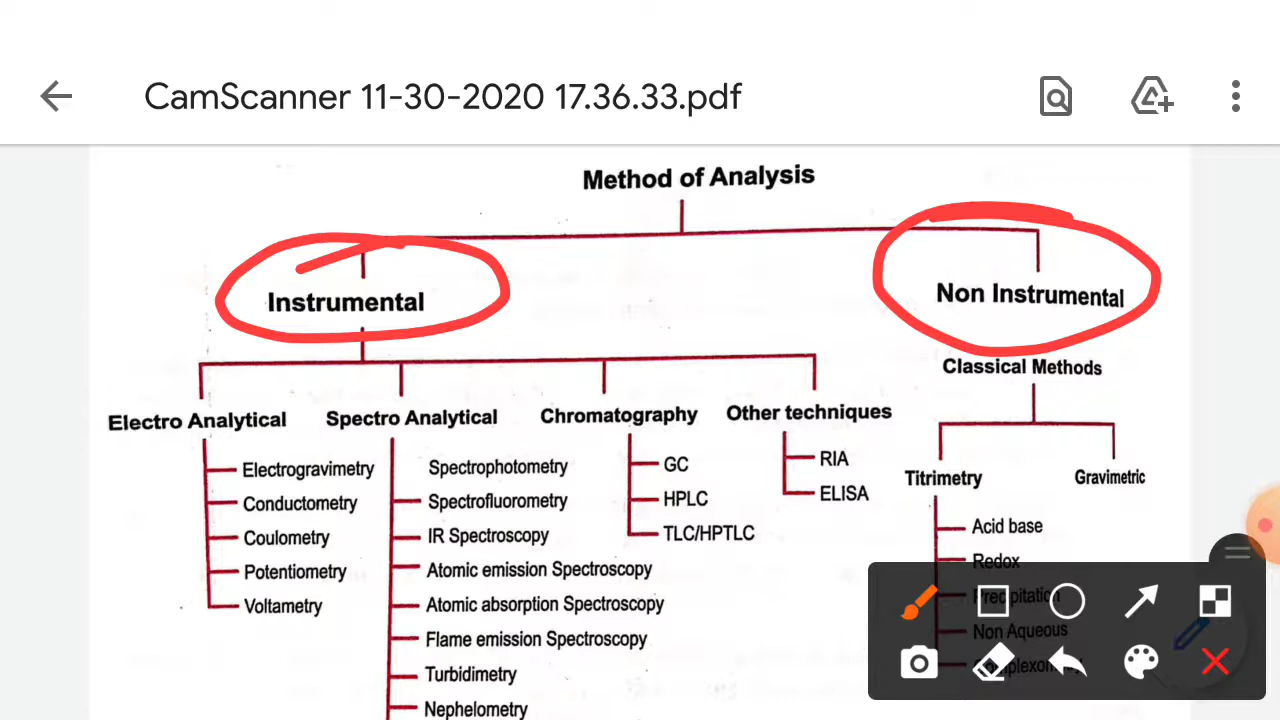 CamScanner 11-30-2020 17.36.33.pdf
Method of Analysis
Instrumental
Non Instrumental
Classical Methods
Electro Analytical
Spectro Analytical
Chromatography
Other techniques
Titrimetry
Gravimetric
Electrogravimetry
Conductometry
Coulometry
Potentiometry
Voltametry
Spectrophotometry
Spectrofluorometry
IR Spectroscopy
Atomic emission Spectroscopy
Atomic absorption Spectroscopy
Flame emission Spectroscopy
Turbidimetry
Nephelometry
GC
HPLC
TLC/HPTLC
RIA
ELISA
Acid base
Redox
Precipitation
Non Aqueous